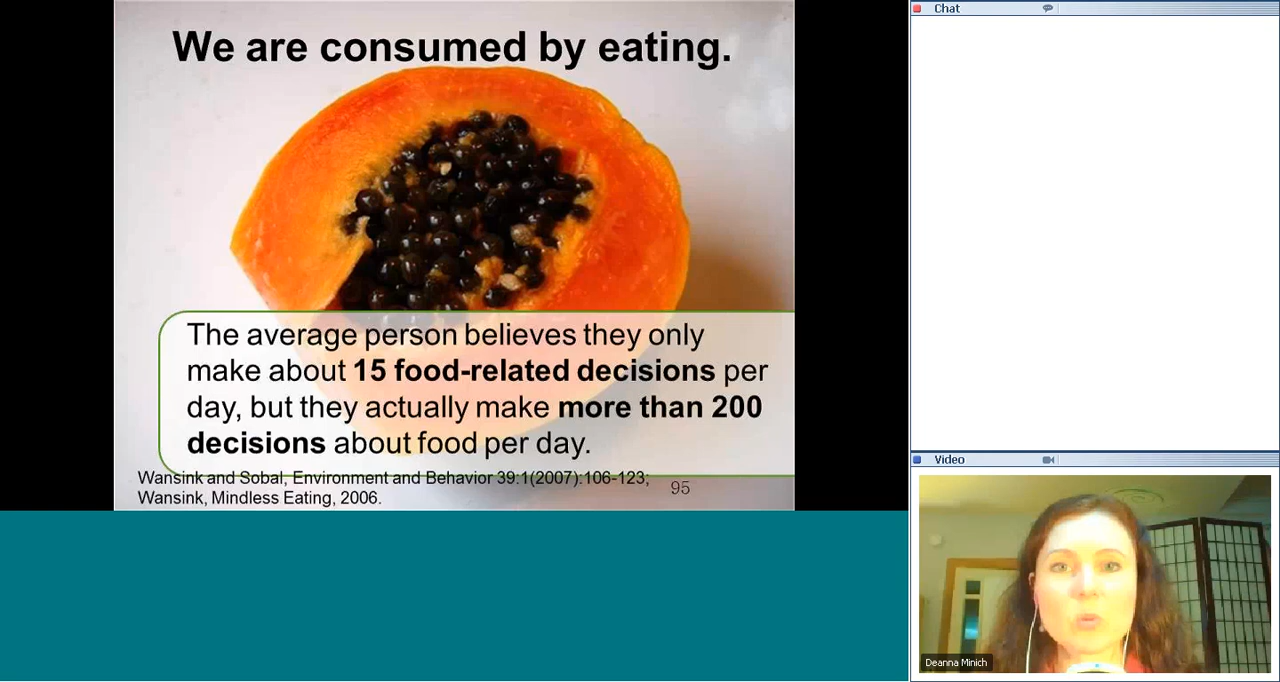 We are consumed by eating.
The average person believes they only
make about 15 food-related decisions per
day, but they actually make more than 200
decisions about food per day.
Wansink and Sobal, Environment and Behavior 39:1(2007):106-123;
Wansink, Mindless Eating, 2006.
95
Chat
Video
Deanna Minich